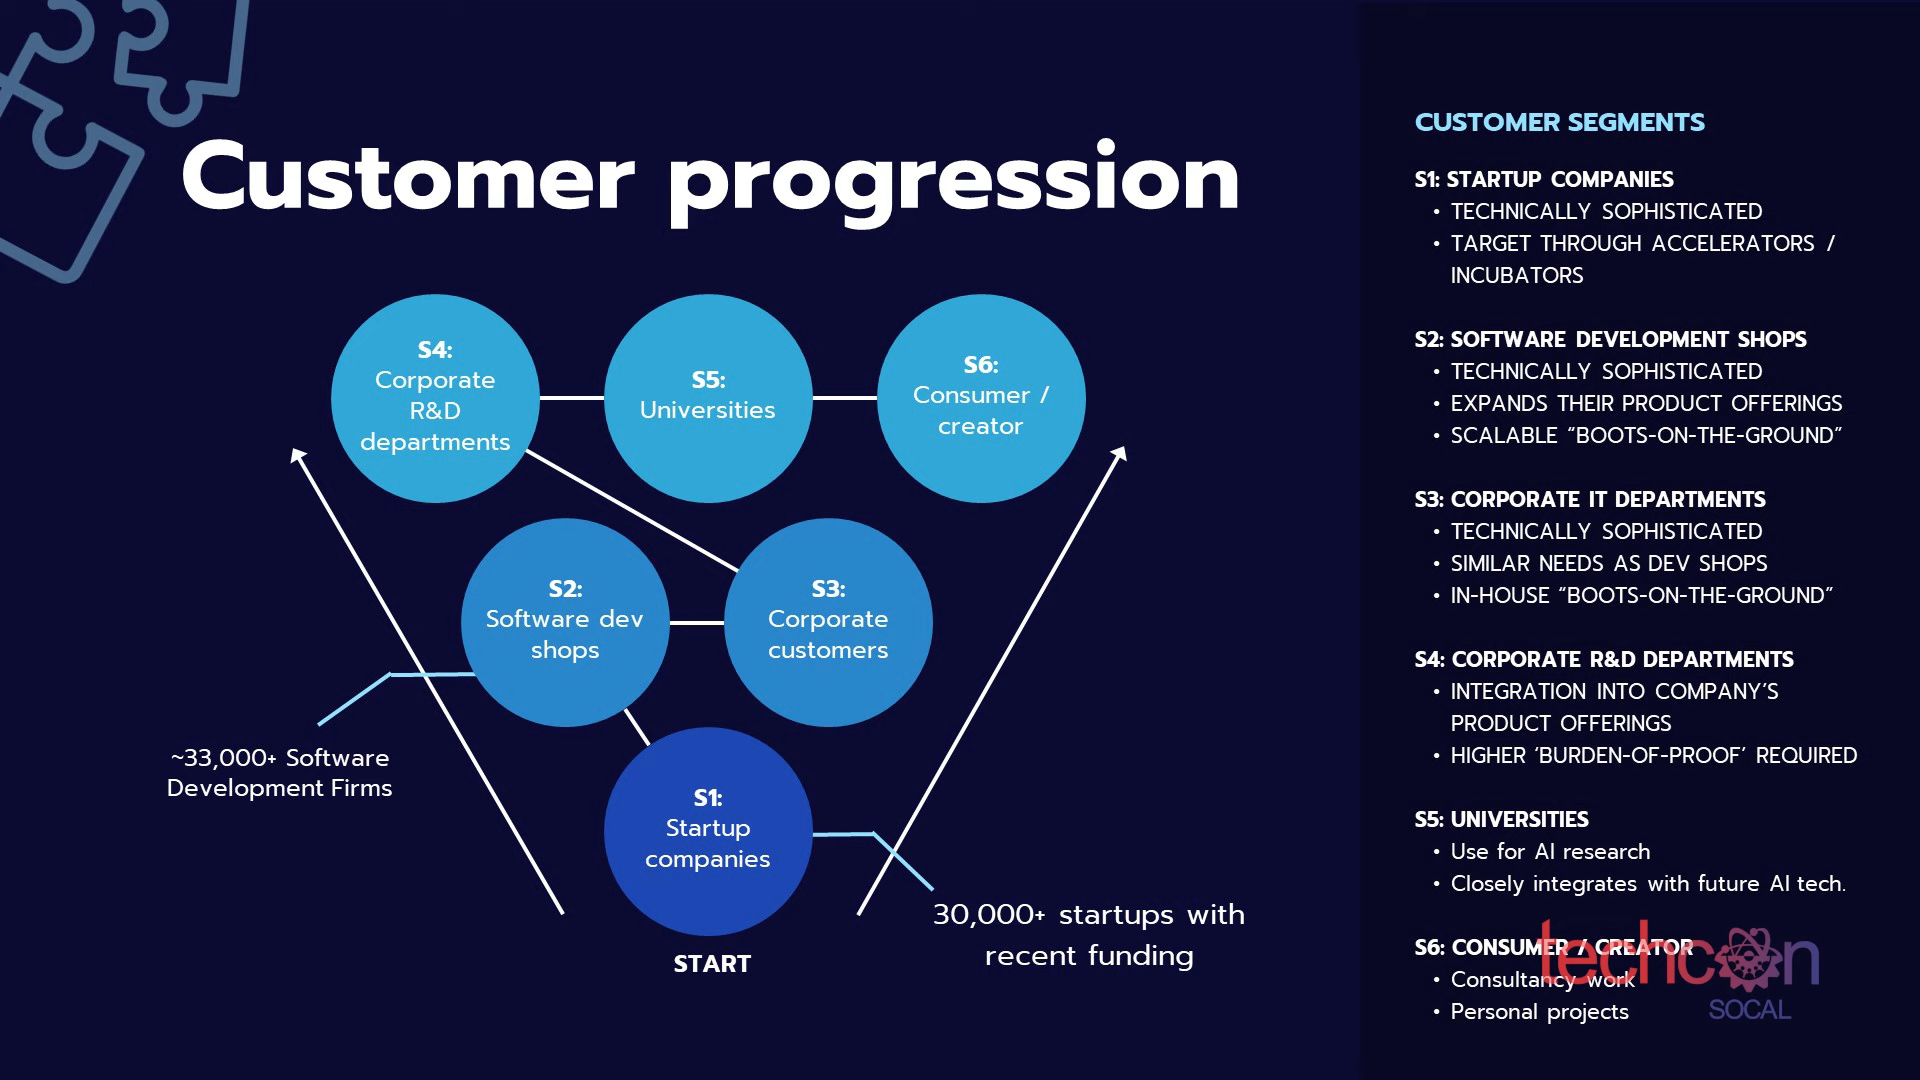 Customer progression
S4:
Corporate
R&D
departments
S5:
Universities
S6:
Consumer /
creator
S2:
Software dev
shops
S3:
Corporate
customers
~33,000+ Software
Development Firms
S1:
Startup
companies
30,000+ startups with
recent funding
START
CUSTOMER SEGMENTS
S1: STARTUP COMPANIES
• TECHNICALLY SOPHISTICATED
• TARGET THROUGH ACCELERATORS /
INCUBATORS
S2: SOFTWARE DEVELOPMENT SHOPS
• TECHNICALLY SOPHISTICATED
• EXPANDS THEIR PRODUCT OFFERINGS
• SCALABLE “BOOTS-ON-THE-GROUND”
S3: CORPORATE IT DEPARTMENTS
• TECHNICALLY SOPHISTICATED
• SIMILAR NEEDS AS DEV SHOPS
• IN-HOUSE “BOOTS-ON-THE-GROUND”
S4: CORPORATE R&D DEPARTMENTS
• INTEGRATION INTO COMPANY’S
PRODUCT OFFERINGS
• HIGHER ‘BURDEN-OF-PROOF’ REQUIRED
S5: UNIVERSITIES
• Use for AI research
• Closely integrates with future AI tech.
S6: CONSUMER / CREATOR
• Consultancy work
• Personal projects
techcon
SOCAL